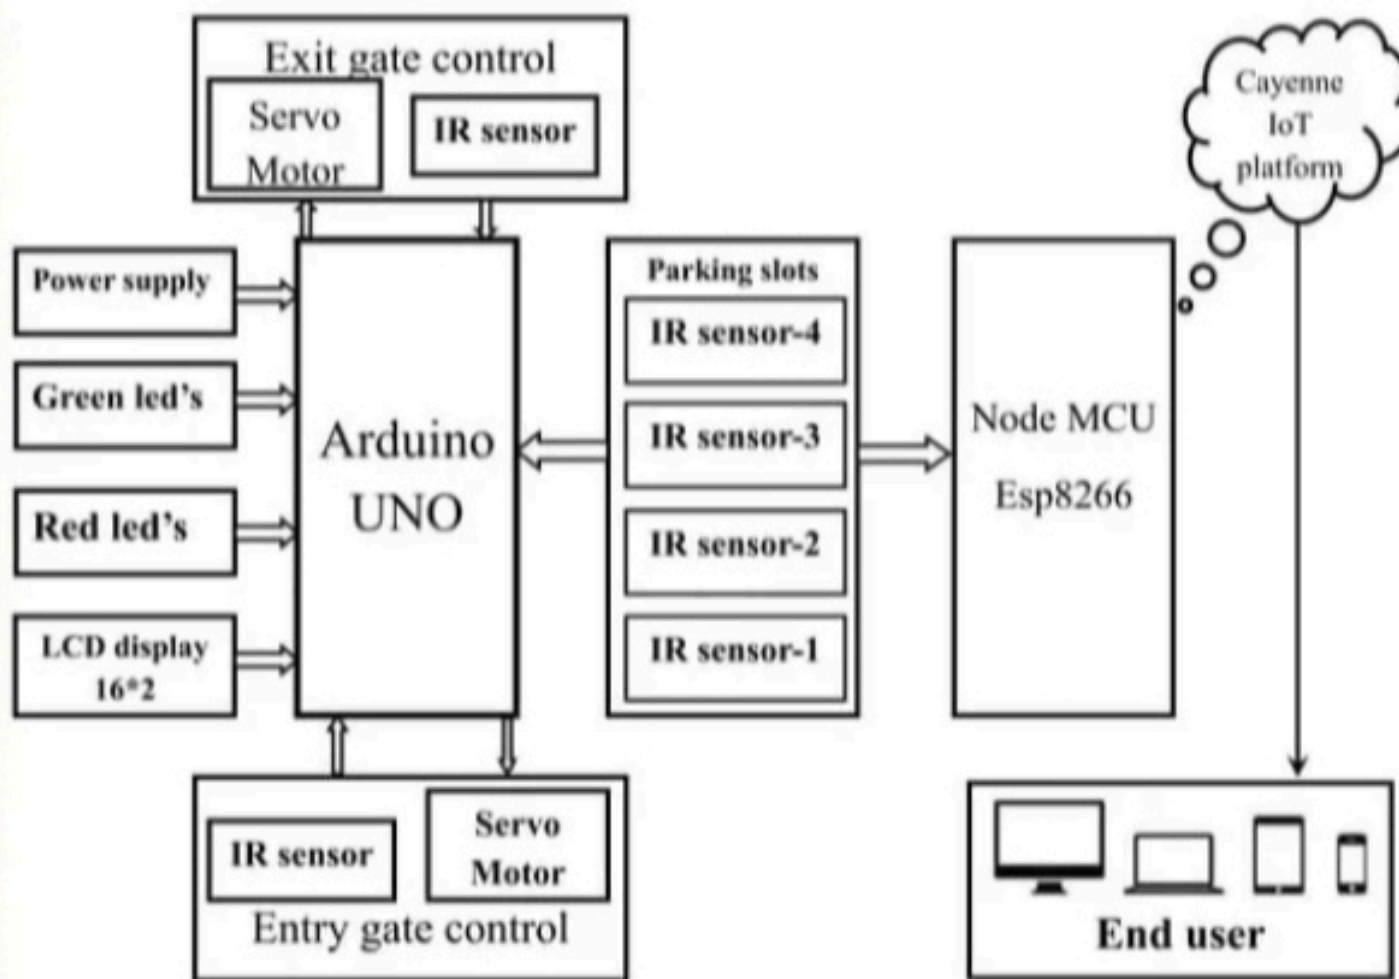 Exit gate control
Servo
Motor
IR sensor
Cayenne
IoT
platform
Power supply
Green led's
Red led's
LCD display
16*2
Arduino
UNO
Parking slots
IR sensor-4
IR sensor-3
IR sensor-2
IR sensor-1
Node MCU
Esp8266
IR sensor
Servo
Motor
Entry gate control
End user